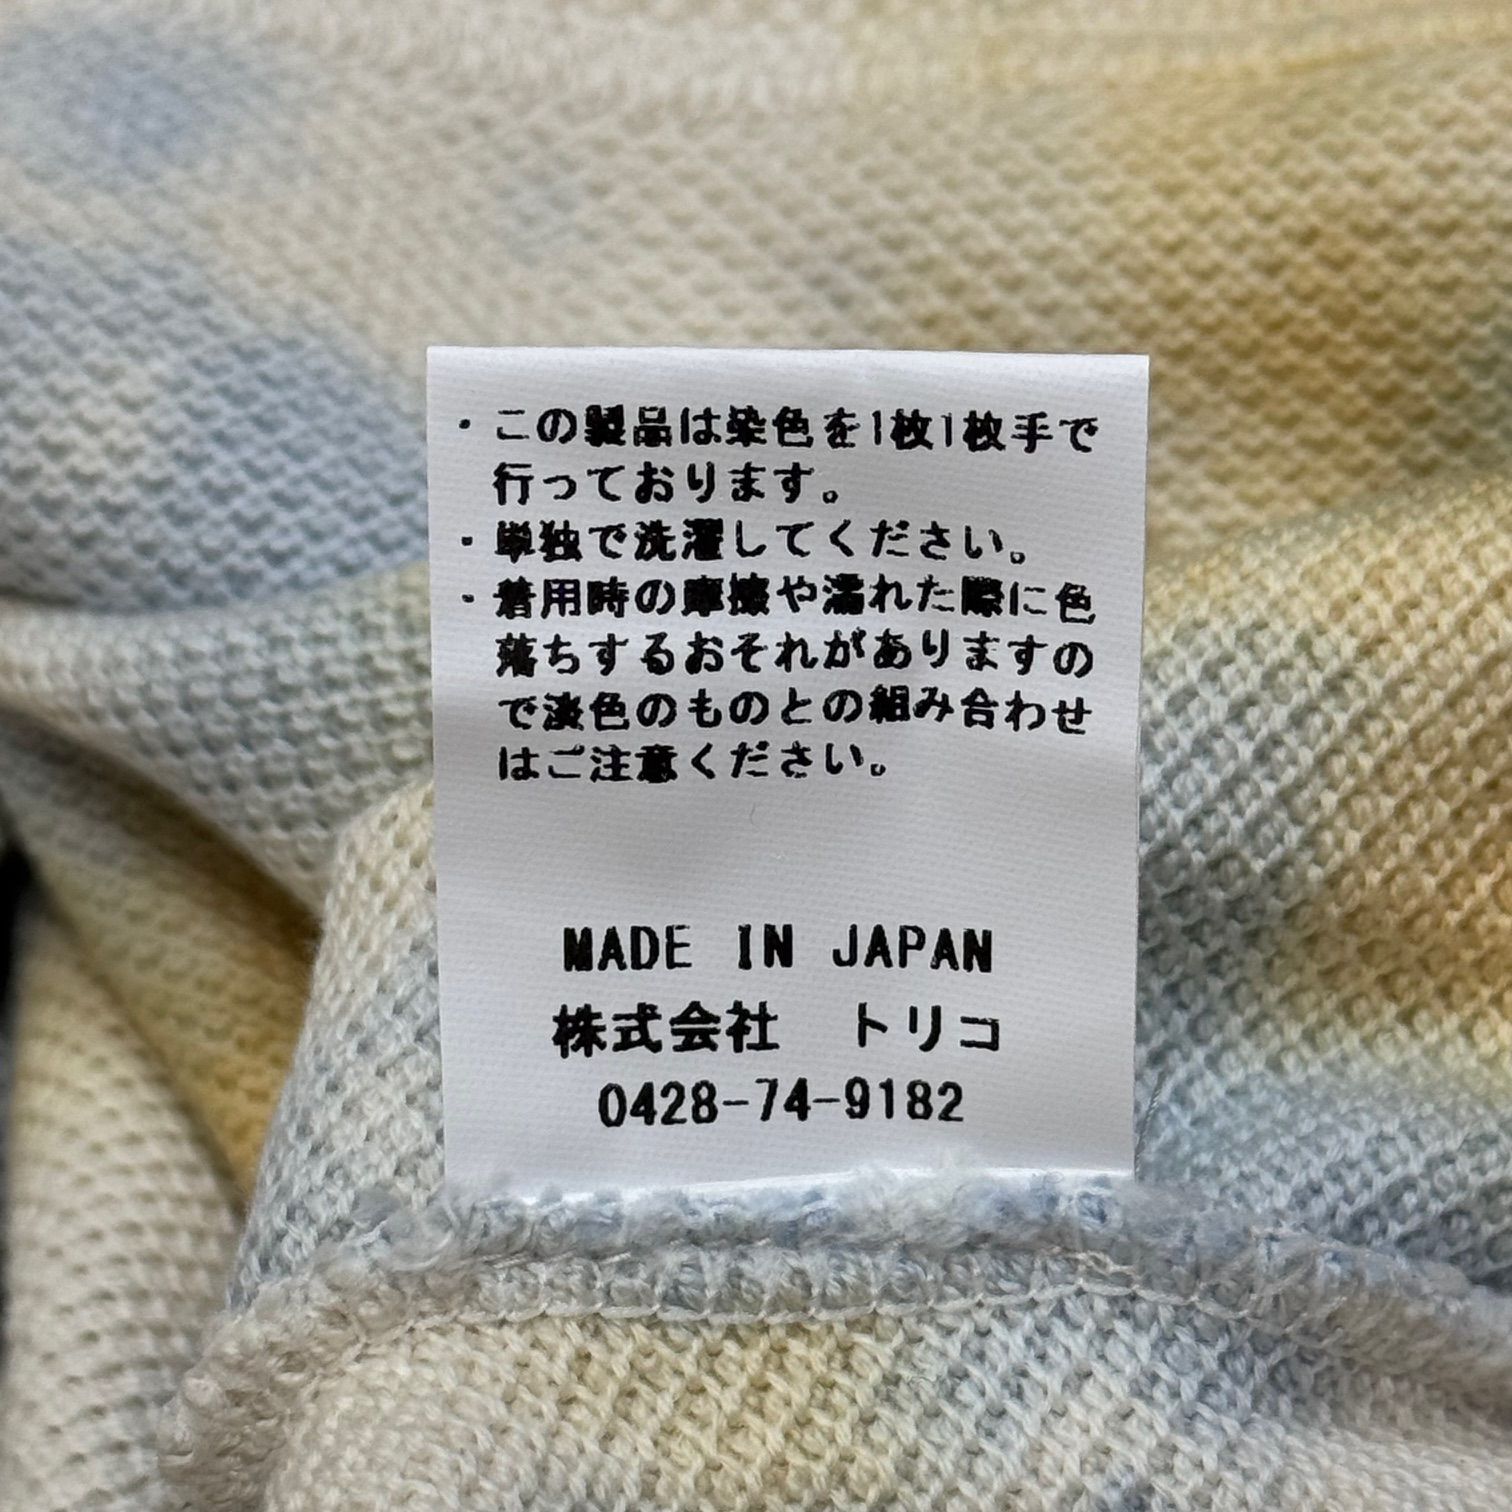 ・この製品は染色を1枚1枚手で
行っております。
・単独で洗濯してください。
・着用時の摩擦や濡れた際に色
落ちするおそれがありますの
で淡色のものとの組み合わせ
はご注意ください。
MADE IN JAPAN
株式会社　トリコ
0428-74-9182